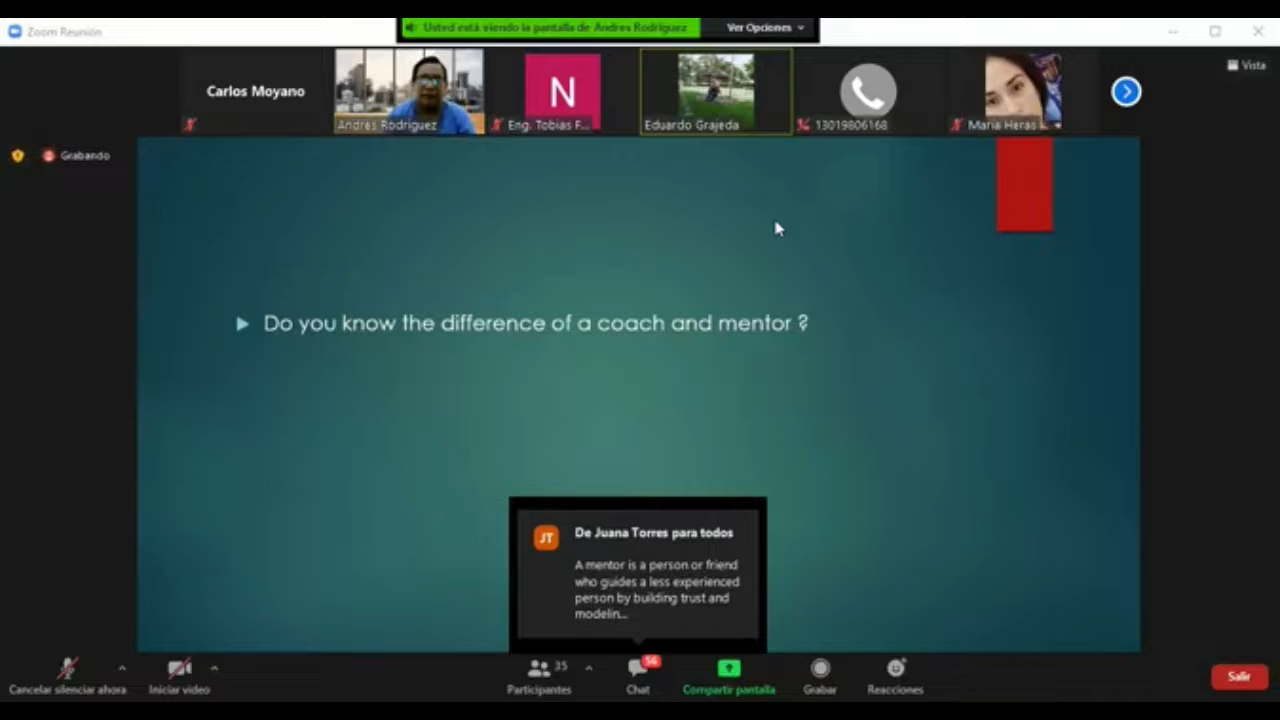 Zoom Reunión
Usted está viendo la pantalla de Andres Rodriguez
Ver Opciones
Vista
Carlos Moyano
Andres Rodriguez
N
Eng. Tobias F...
Eduardo Grajeda
13019806168
Maria Heras
Grabando
Do you know the difference of a coach and mentor ?
JT
De Juana Torres para todos
A mentor is a person or friend
who guides a less experienced
person by building trust and
modelin...
Cancelar silenciar ahora
Iniciar video
35
Participantes
56
Chat
Compartir pantalla
Grabar
Reacciones
Salir